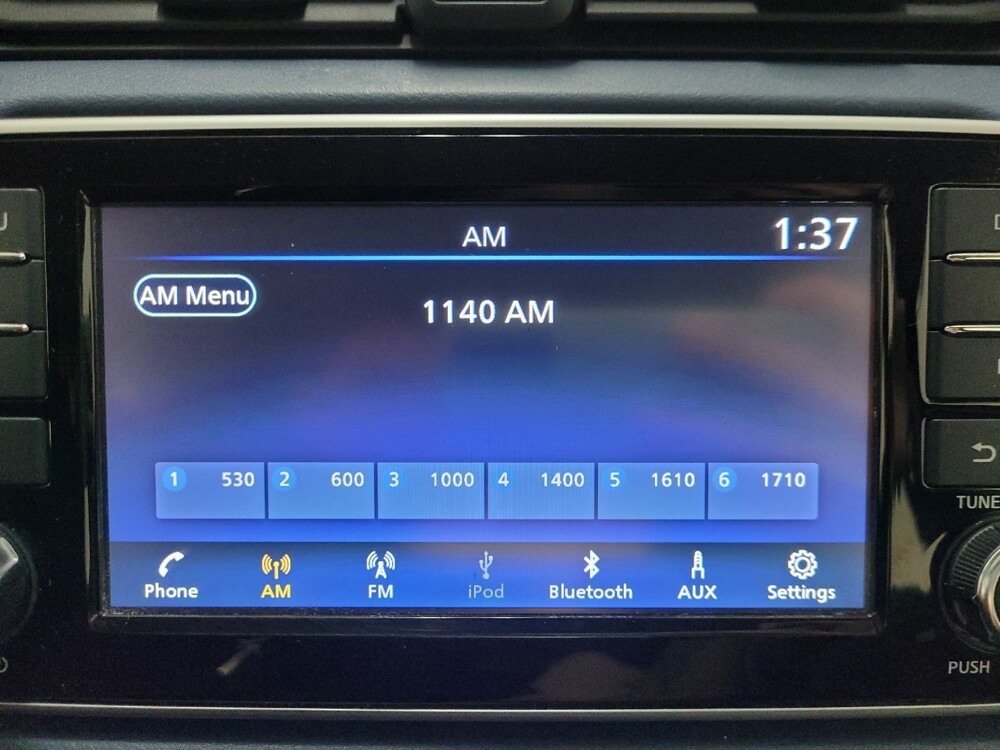 AM 1:37
AM Menu
1140 AM
1 530 2 600 3 1000 4 1400 5 1610 6 1710
Phone AM FM iPod Bluetooth AUX Settings
TUNE
PUSH